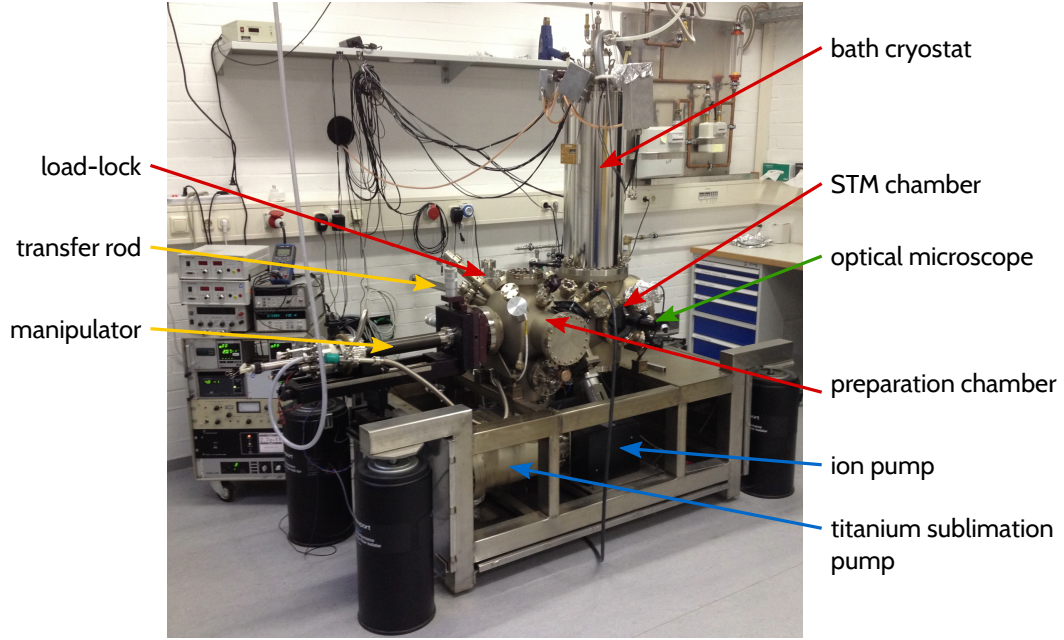 bath cryostat
load-lock
STM chamber
transfer rod
optical microscope
manipulator
preparation chamber
ion pump
titanium sublimation
pump